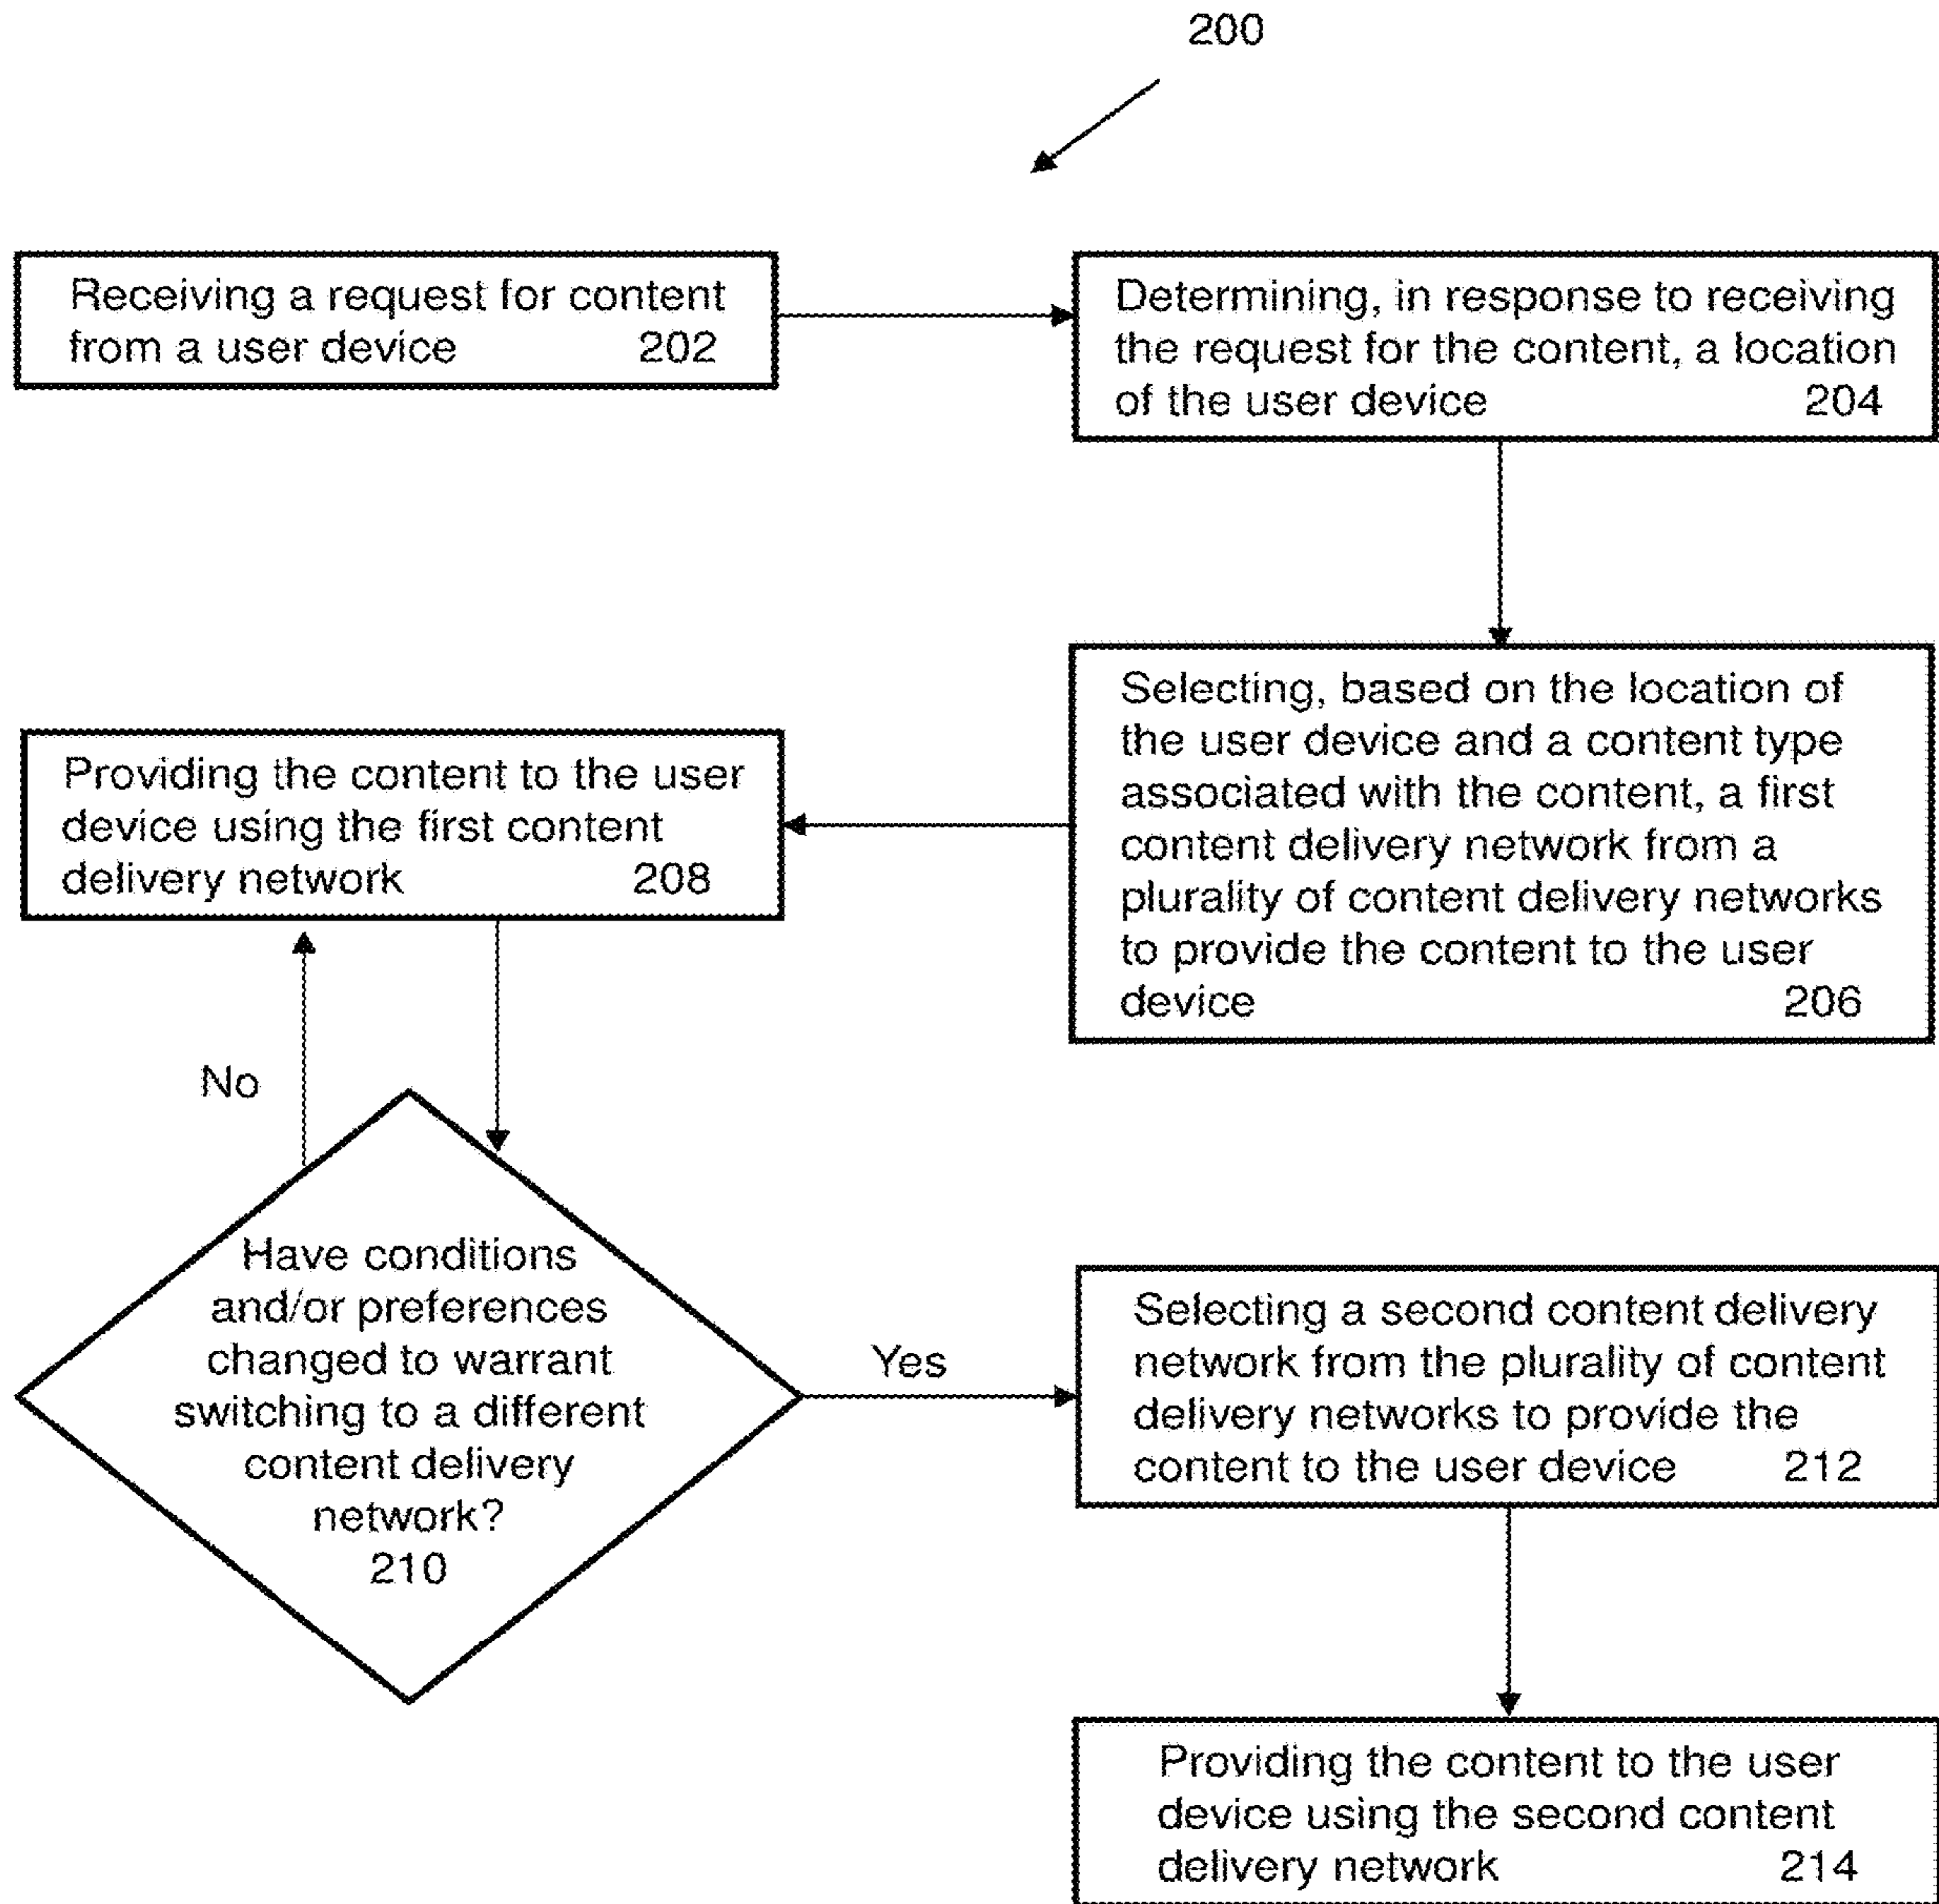 200
Receiving a request for content
from a user device 202
Determining, in response to receiving
the request for the content, a location
of the user device 204
Selecting, based on the location of
the user device and a content type
associated with the content, a first
content delivery network from a
plurality of content delivery networks
to provide the content to the user
device 206
Providing the content to the user
device using the first content
delivery network 208
No
Have conditions
and/or preferences
changed to warrant
switching to a different
content delivery
network?
210
Yes
Selecting a second content delivery
network from the plurality of content
delivery networks to provide the
content to the user device 212
Providing the content to the user
device using the second content
delivery network 214